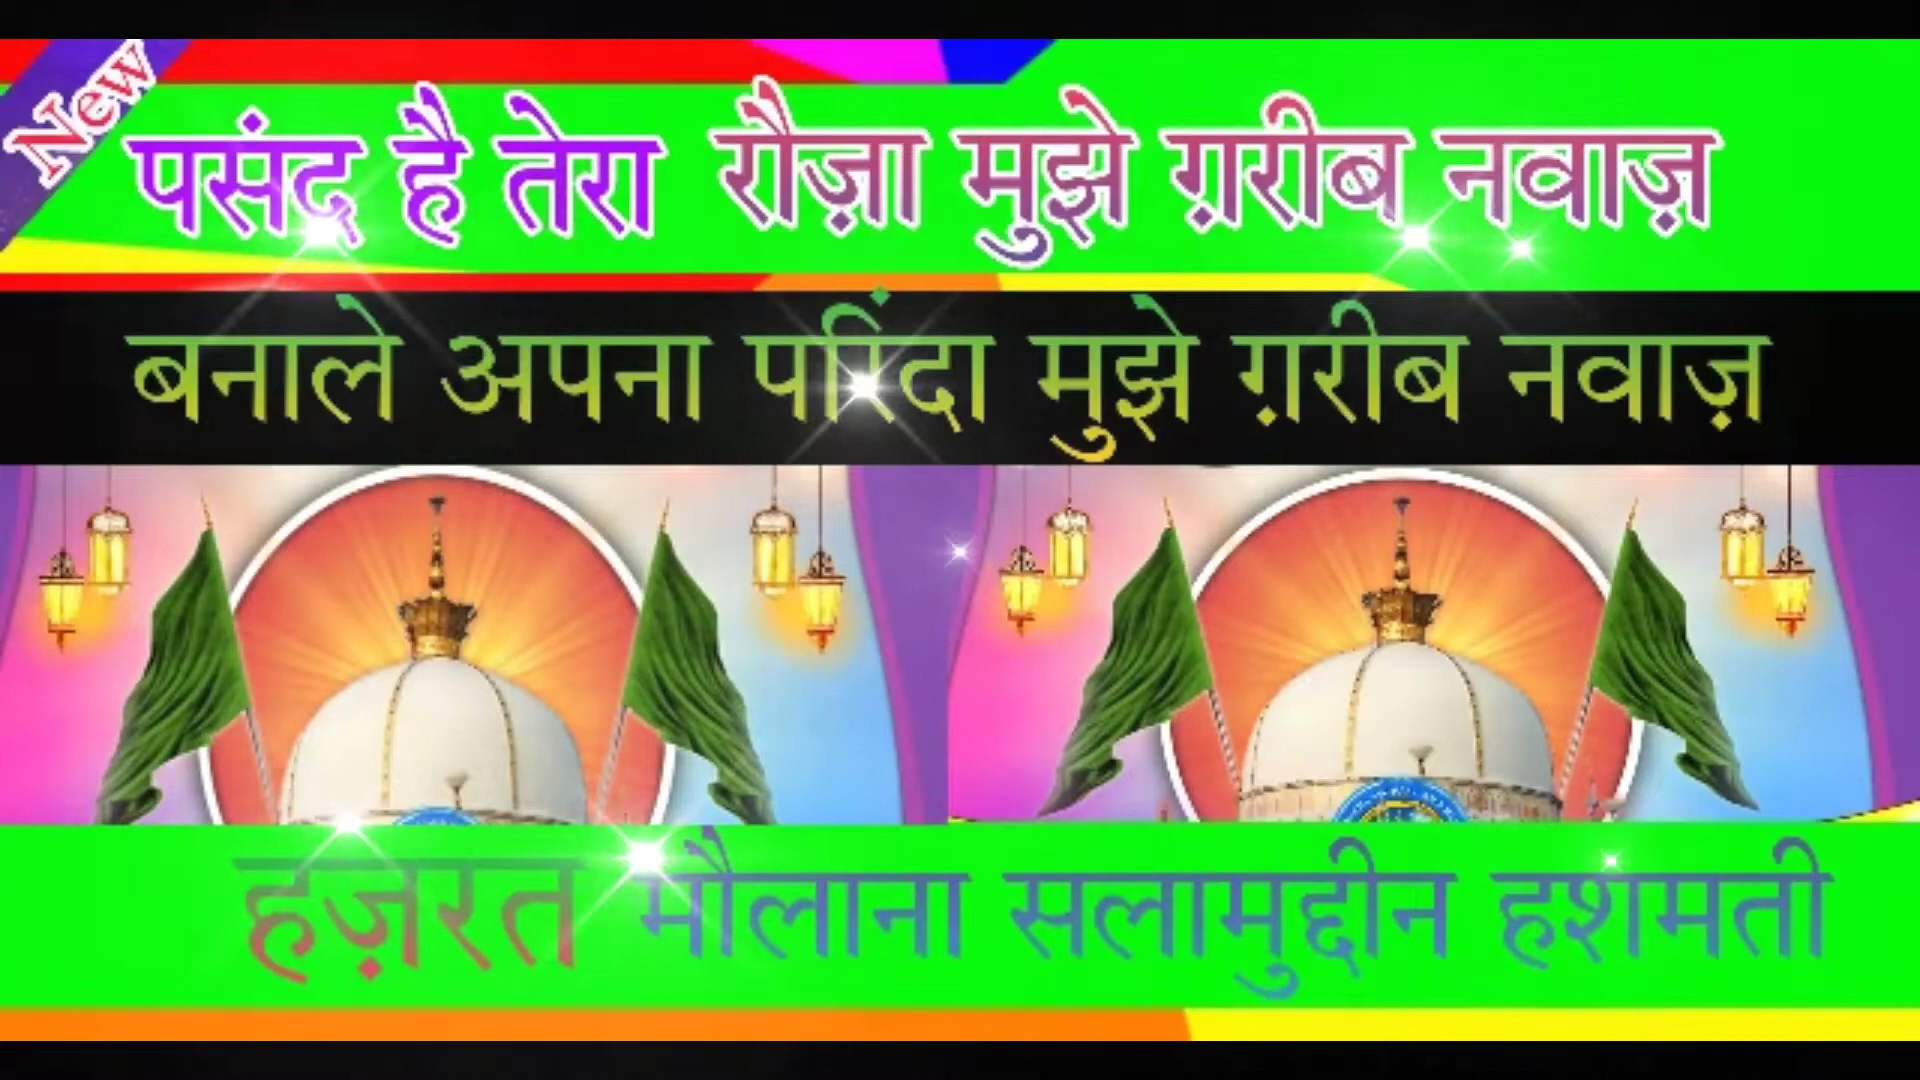 New
पसंद है तेरा रौज़ा मुझे ग़रीब नवाज़
बनाले अपना परिंदा मुझे ग़रीब नवाज़
हज़रत मौलाना सलामुद्दीन हशमती